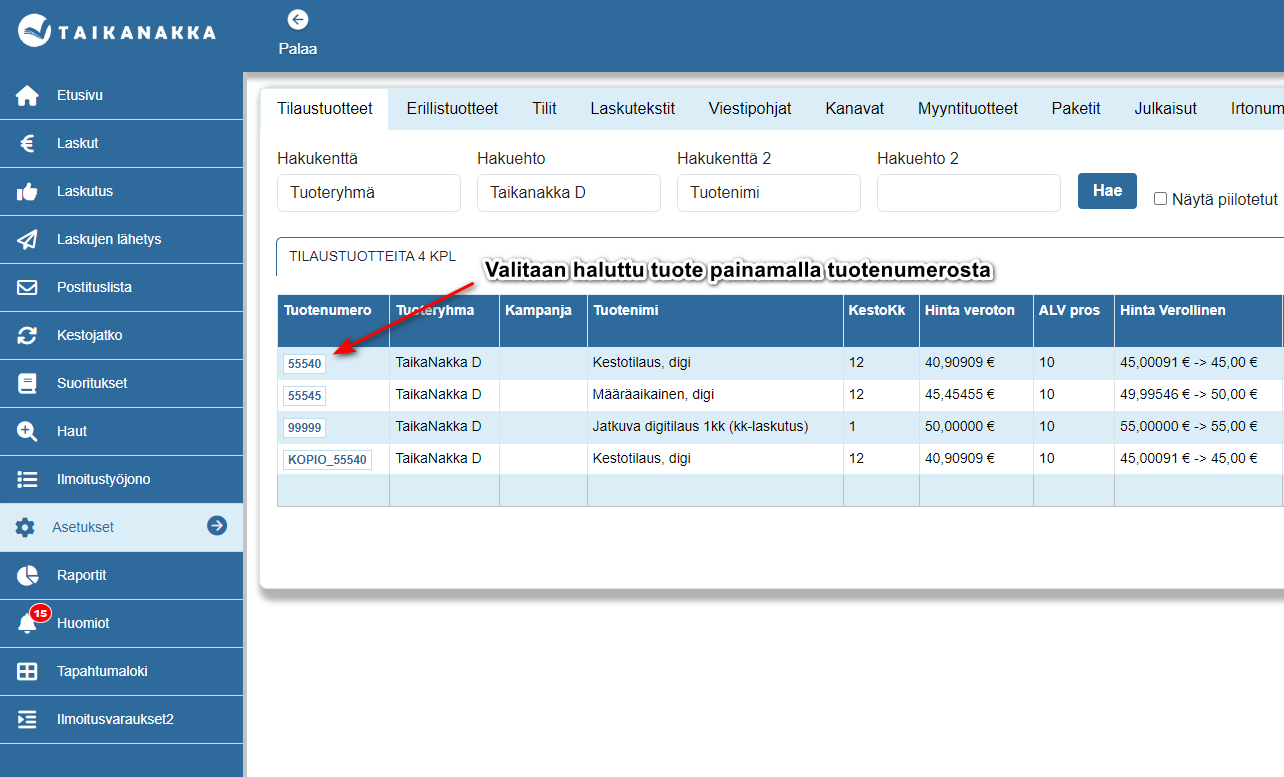 TAIKANAKKA
Palaa
Etusivu
Laskut
Laskutus
Laskujen lähetys
Postituslista
Kestojatko
Suoritukset
Haut
Ilmoitustyöjono
Asetukset
Raportit
15
Huomiot
Tapahtumaloki
Ilmoitusvaraukset2
Tilaustuotteet Erillistuotteet Tilit Laskutekstit Viestipohjat Kanavat Myyntituotteet Paketit Julkaisut Irtonum
Hakukenttä Hakuehto Hakukenttä 2 Hakuehto 2
Tuoteryhmä Taikanakka D Tuotenimi Hae Näytä piilotetut
TILAUSTUOTTEITA 4 KPL
Valitaan haluttu tuote painamalla tuotenumerosta
Tuotenumero Tuoteryhma Kampanja Tuotenimi KestoKk Hinta veroton ALV pros Hinta Verollinen
55540 TaikaNakka D Kestotilaus, digi 12 40,90909 € 10 45,00091 € -> 45,00 €
55545 TaikaNakka D Määräaikainen, digi 12 45,45455 € 10 49,99546 € -> 50,00 €
99999 TaikaNakka D Jatkuva digitilaus 1kk (kk-laskutus) 1 50,00000 € 10 55,00000 € -> 55,00 €
KOPIO_55540 TaikaNakka D Kestotilaus, digi 12 40,90909 € 10 45,00091 € -> 45,00 €